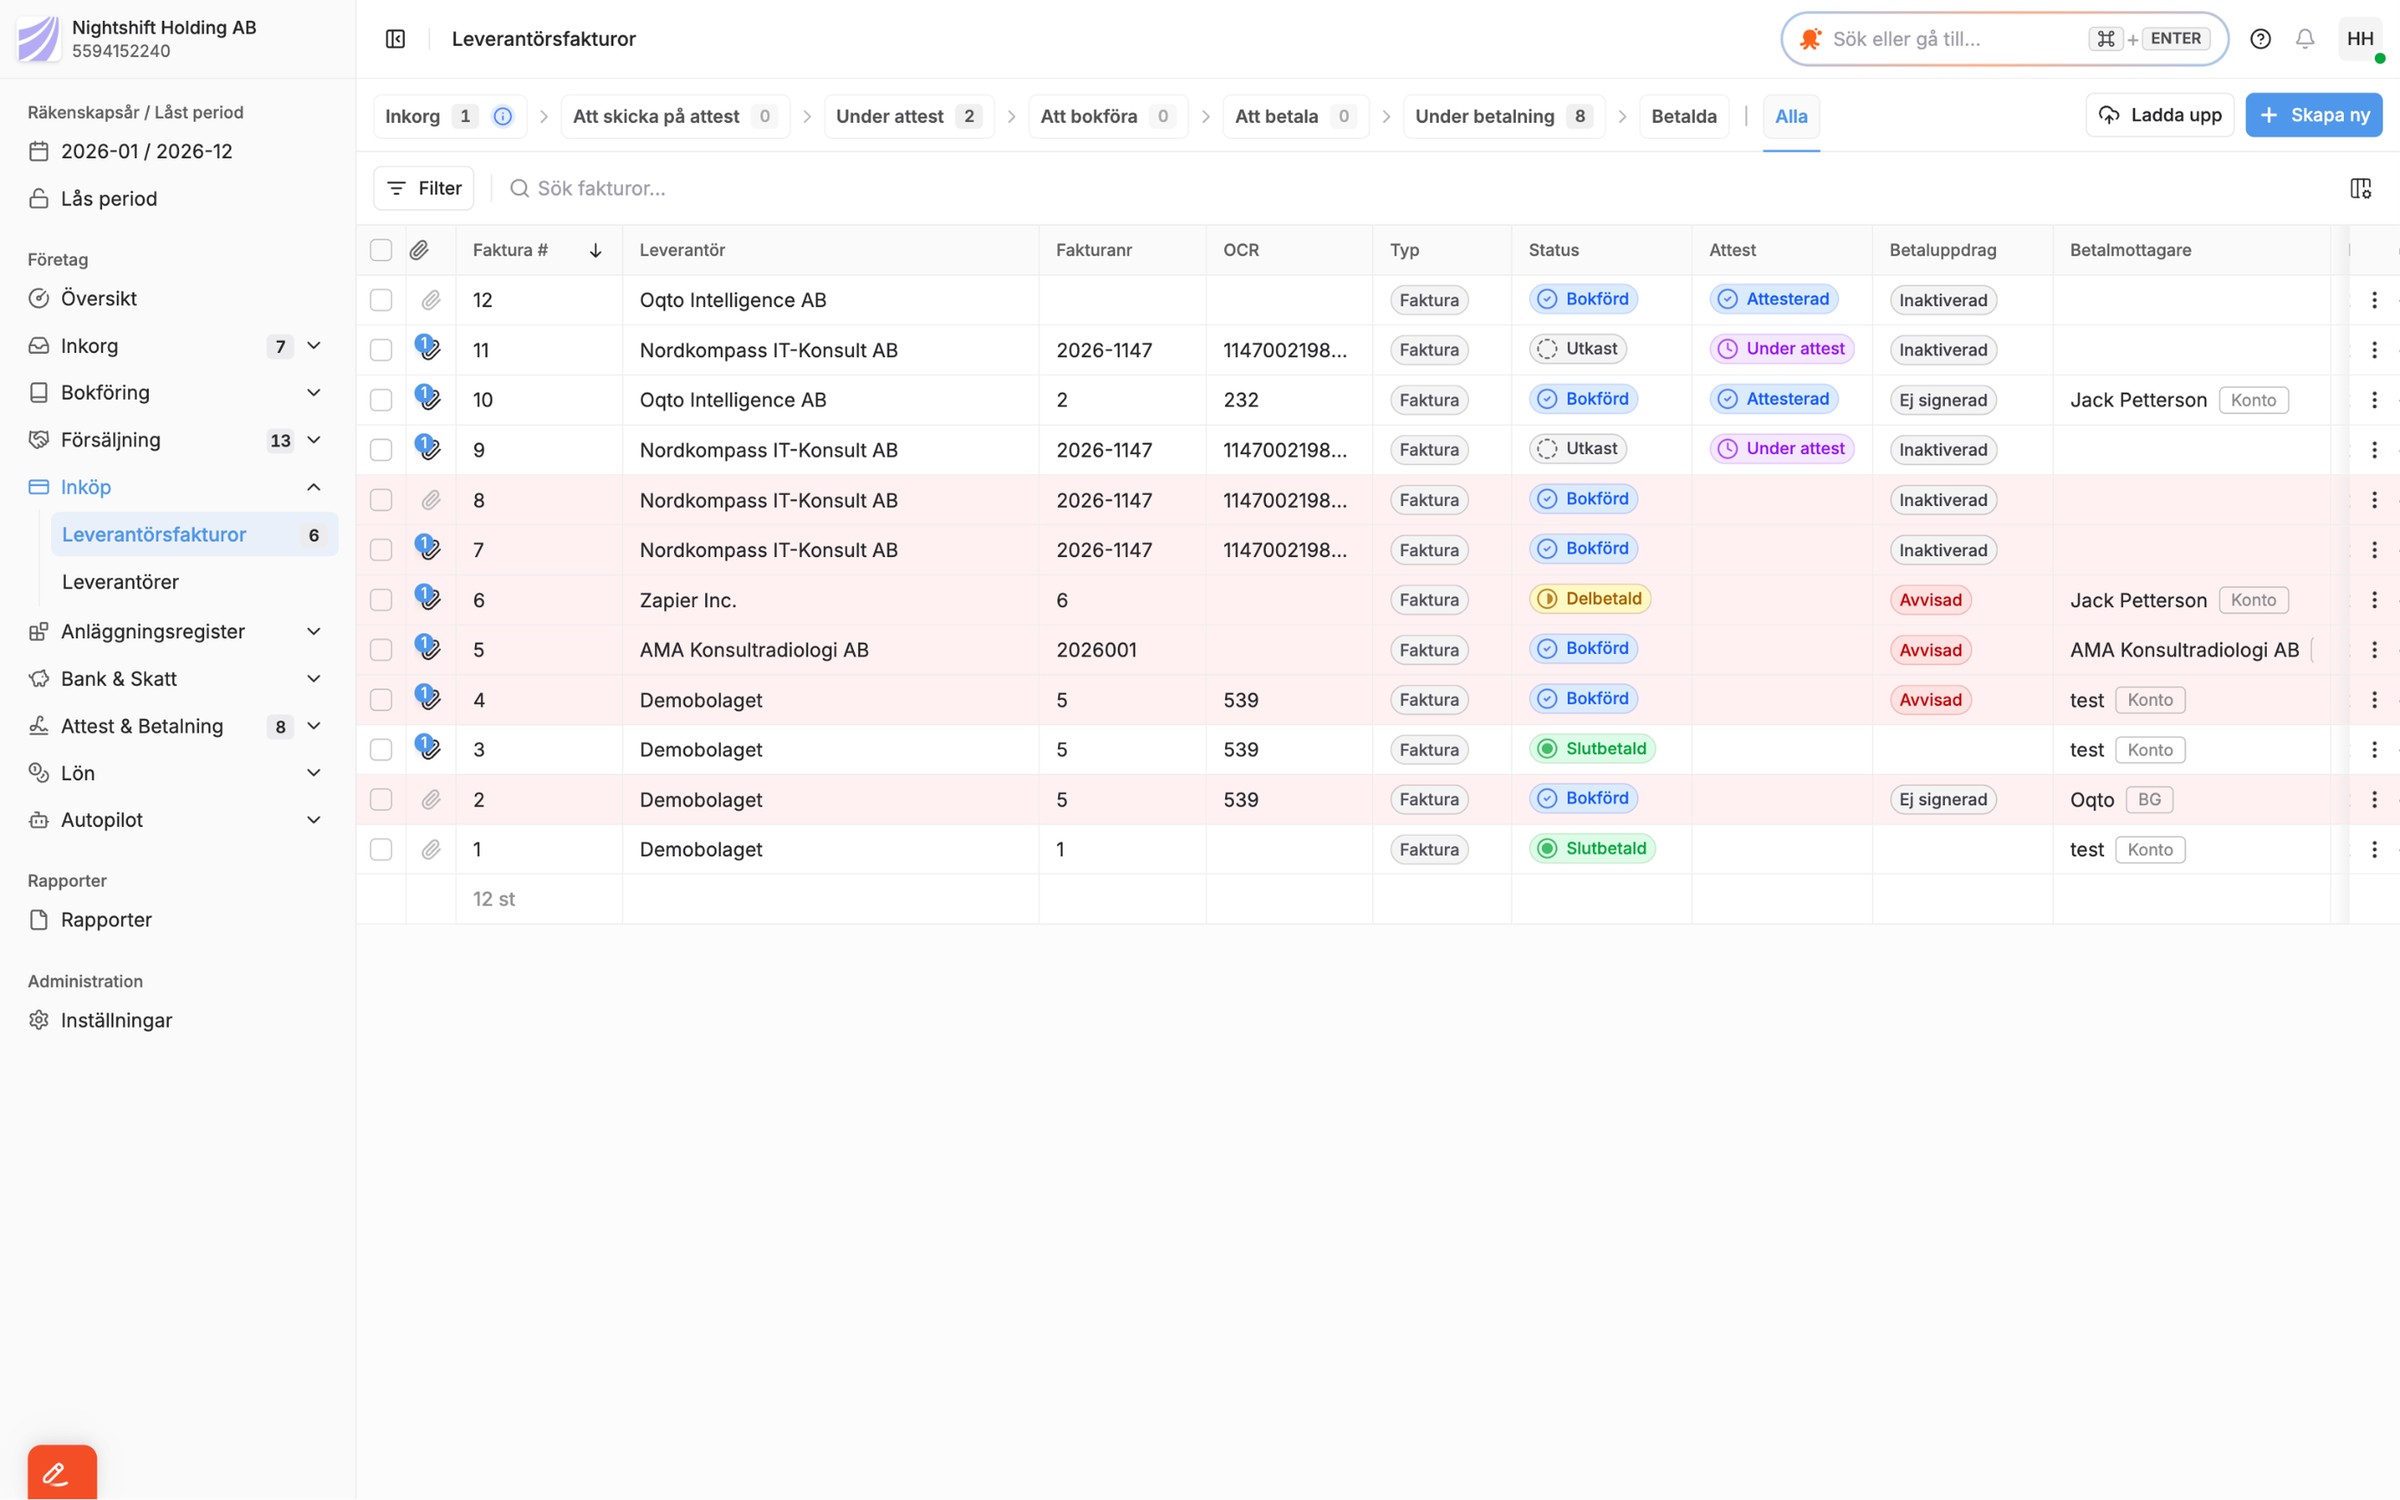 Nightshift Holding AB
5594152240
Räkenskapsår / Låst period
2026-01 / 2026-12
Lås period
Företag
Översikt
Inkorg 7
Bokföring
Försäljning 13
Inköp
Leverantörsfakturor 6
Leverantörer
Anläggningsregister
Bank & Skatt
Attest & Betalning 8
Lön
Autopilot
Rapporter
Rapporter
Administration
Inställningar
Leverantörsfakturor
Sök eller gå till... ⌘ + ENTER
HH
Inkorg 1 Att skicka på attest 0 Under attest 2 Att bokföra 0 Att betala 0 Under betalning 8 Betalda | Alla
Ladda upp
+ Skapa ny
Filter
Sök fakturor...
Faktura # ↓ Leverantör Fakturanr OCR Typ Status Attest Betaluppdrag Betalmottagare
12 Oqto Intelligence AB Faktura Bokförd Attesterad Inaktiverad
1 11 Nordkompass IT-Konsult AB 2026-1147 1147002198... Faktura Utkast Under attest Inaktiverad
1 10 Oqto Intelligence AB 2 232 Faktura Bokförd Attesterad Ej signerad Jack Petterson Konto
1 9 Nordkompass IT-Konsult AB 2026-1147 1147002198... Faktura Utkast Under attest Inaktiverad
8 Nordkompass IT-Konsult AB 2026-1147 1147002198... Faktura Bokförd Inaktiverad
1 7 Nordkompass IT-Konsult AB 2026-1147 1147002198... Faktura Bokförd Inaktiverad
1 6 Zapier Inc. 6 Faktura Delbetald Avvisad Jack Petterson Konto
1 5 AMA Konsultradiologi AB 2026001 Faktura Bokförd Avvisad AMA Konsultradiologi AB
1 4 Demobolaget 5 539 Faktura Bokförd Avvisad test Konto
1 3 Demobolaget 5 539 Faktura Slutbetald test Konto
2 Demobolaget 5 539 Faktura Bokförd Ej signerad Oqto BG
1 Demobolaget 1 Faktura Slutbetald test Konto
12 st